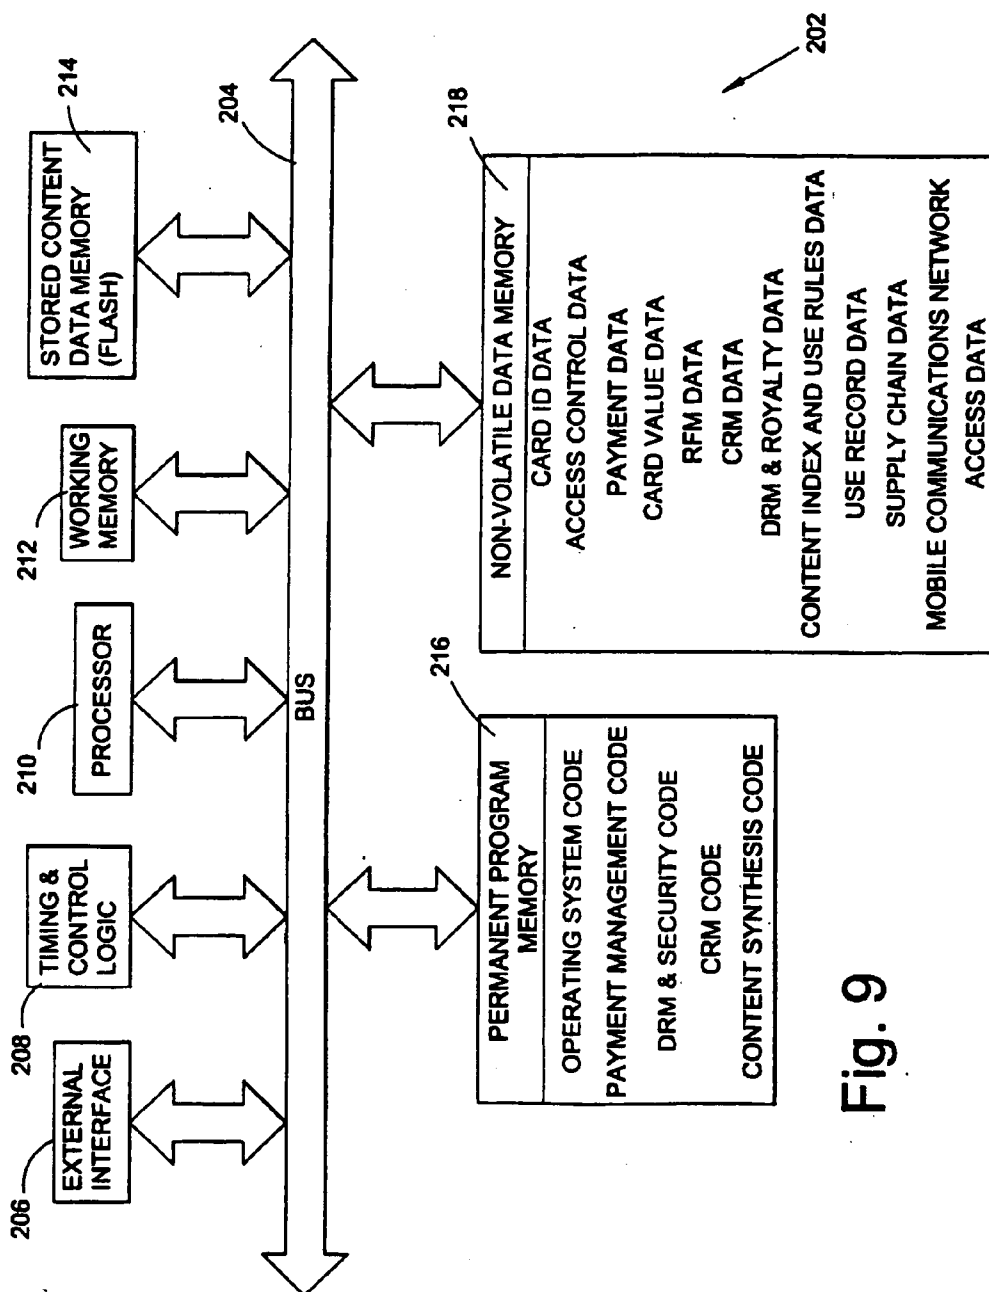 202
214
STORED CONTENT
DATA MEMORY
(FLASH)
204
212
WORKING
MEMORY
210
PROCESSOR
208
TIMING &
CONTROL
LOGIC
206
EXTERNAL
INTERFACE
BUS
216
PERMANENT PROGRAM
MEMORY
OPERATING SYSTEM CODE
PAYMENT MANAGEMENT CODE
DRM & SECURITY CODE
CRM CODE
CONTENT SYNTHESIS CODE
218
NON-VOLATILE DATA MEMORY
CARD ID DATA
ACCESS CONTROL DATA
PAYMENT DATA
CARD VALUE DATA
RFM DATA
CRM DATA
DRM & ROYALTY DATA
CONTENT INDEX AND USE RULES DATA
USE RECORD DATA
SUPPLY CHAIN DATA
MOBILE COMMUNICATIONS NETWORK
ACCESS DATA
Fig. 9